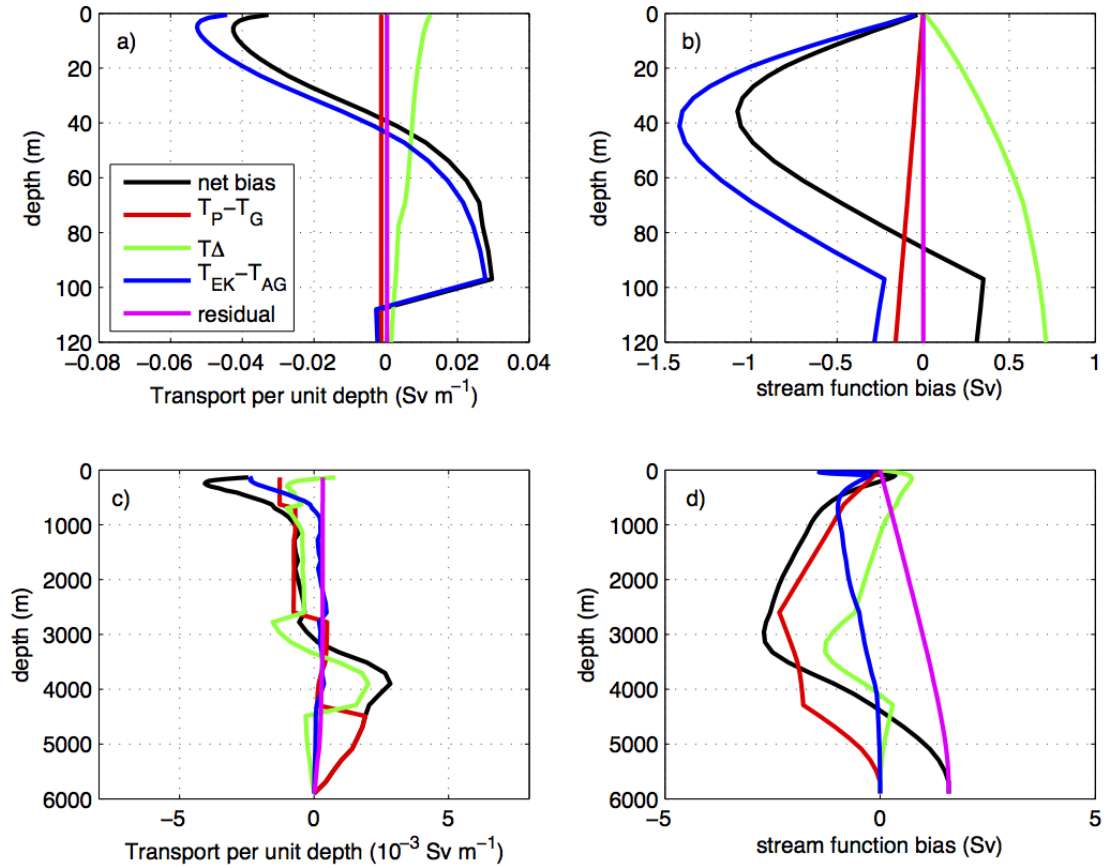 a)
0
20
40
60
80
100
120
depth (m)
net bias
T_P−T_G
TΔ
T_EK−T_AG
residual
−0.08 −0.06 −0.04 −0.02 0 0.02 0.04
Transport per unit depth (Sv m⁻¹)
b)
0
20
40
60
80
100
120
depth (m)
−1.5 −1 −0.5 0 0.5 1
stream function bias (Sv)
c)
0
1000
2000
3000
4000
5000
6000
depth (m)
−5 0 5
Transport per unit depth (10⁻³ Sv m⁻¹)
d)
0
1000
2000
3000
4000
5000
6000
depth (m)
−5 0 5
stream function bias (Sv)